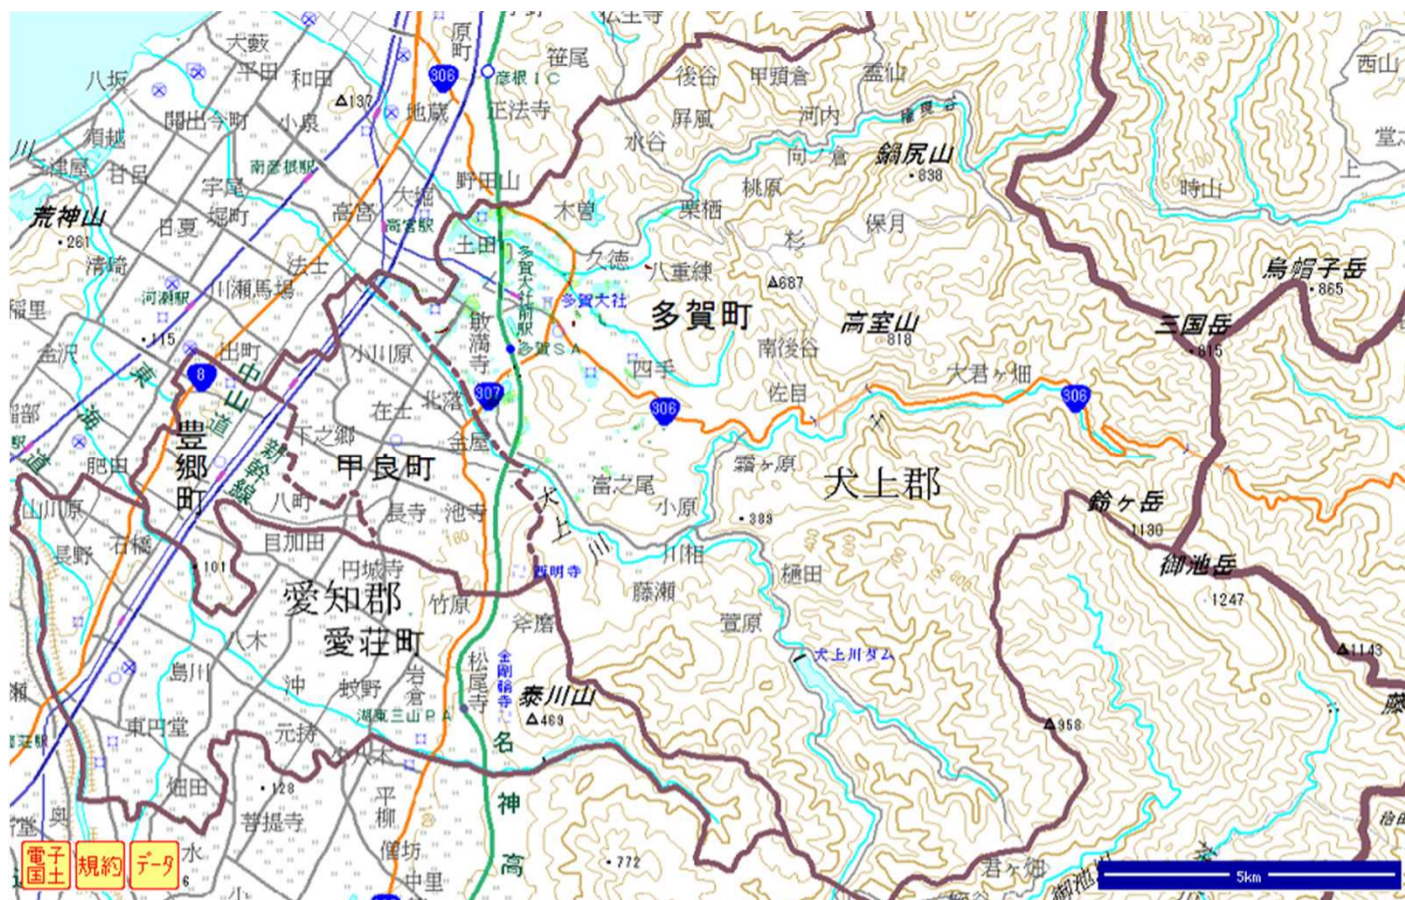 大藪
原町
笹尾
八坂
平田
和田
306
彦根IC
後谷
甲頭倉
霊仙
西山
137
地蔵
正法寺
開出今町
小泉
須越
屏風
河内
権現谷
水谷
川
三津屋
甘呂
南彦根駅
向ノ倉
鍋尻山
838
宇尾
大堀
野田山
桃原
時山
上
荒神山
261
堀町
日夏
高宮
高宮駅
木曽
栗栖
保月
杉
土田
清崎
法士
久徳
多賀大社前駅
八重練
烏帽子岳
865
河瀬駅
川瀬馬場
687
稲里
多賀大社
多賀町
高室山
818
三国岳
815
115
敏満寺
金沢
出町
小川原
多賀SA
南後谷
四手
8
中山道
東海道
307
北落
在士
佐目
大君ヶ畑
306
306
稲部
豊郷町
新幹線
下之郷
金屋
肥田
甲良町
霜ヶ原
犬上郡
富之尾
山川原
八町
長寺
池寺
犬上川
小原
389
鈴ヶ岳
1130
石橋
長野
目加田
川相
400
600
御池岳
101
円城寺
西明寺
樋田
愛知郡
竹原
斧磨
藤瀬
萱原
1247
愛荘町
八木
犬上川ダム
1143
島川
沖
蚊野
岩倉
松尾寺
金剛輪寺
泰川山
469
瀬
湖東三山PA
958
藤
東円堂
元持
名神高
畑田
128
平柳
菩提寺
772
僧坊
中里
君ヶ畑
電子国土
規約
データ
水
6
5km